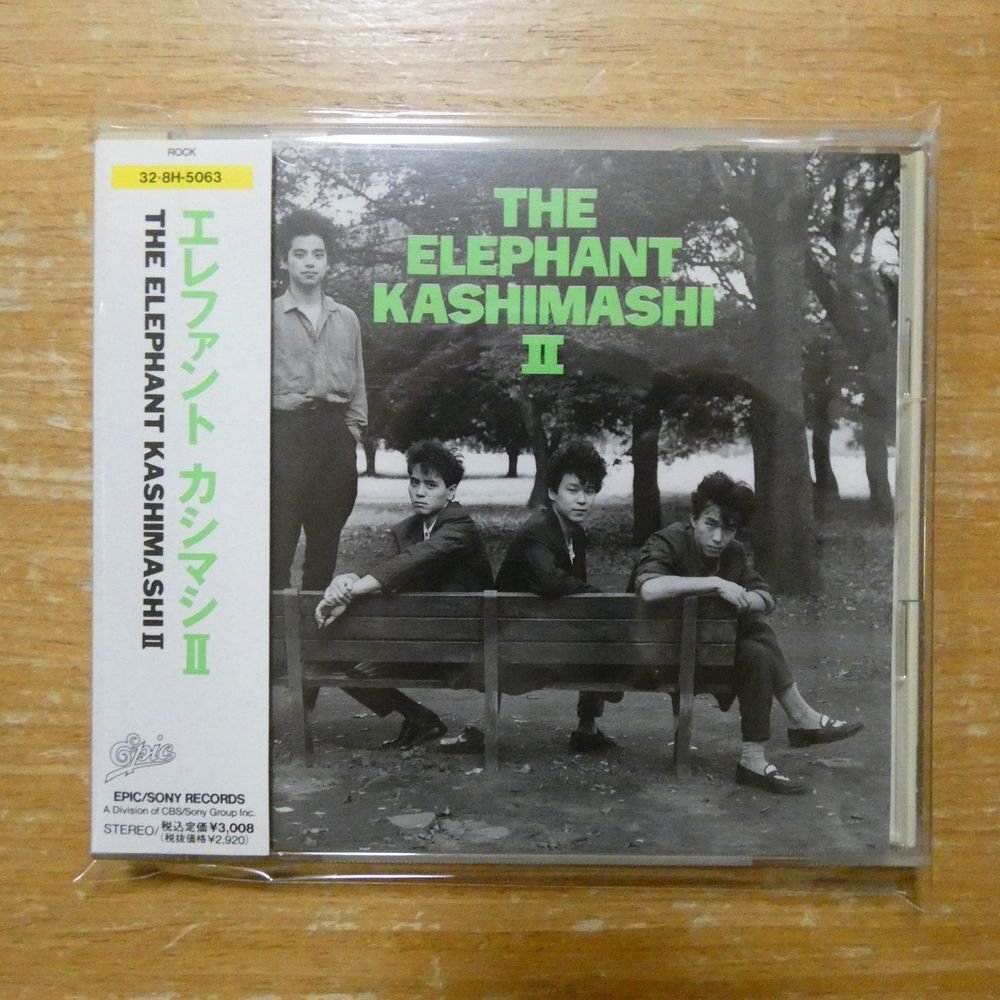 ROCK
32·8H-5063
エレファント カシマシ II
THE ELEPHANT KASHIMASHI II
Epic
EPIC/SONY RECORDS
A Division of CBS/Sony Group Inc.
STEREO/税込定価¥3,008
(税抜価格¥2,920)
THE
ELEPHANT
KASHIMASHI
II